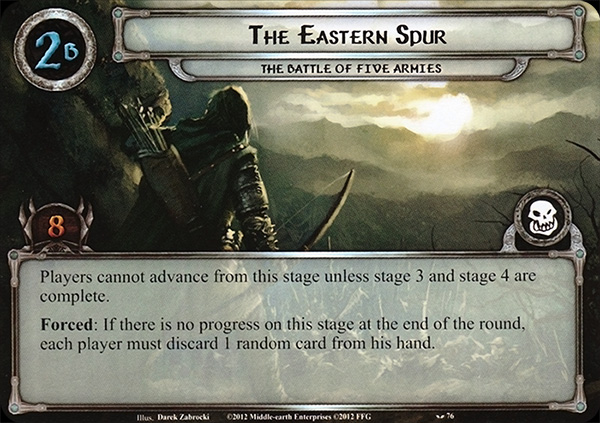 2B
THE EASTERN SPUR
THE BATTLE OF FIVE ARMIES
8
Players cannot advance from this stage unless stage 3 and stage 4 are
complete.
Forced: If there is no progress on this stage at the end of the round,
each player must discard 1 random card from his hand.
Illus. Darek Zabrocki ©2012 Middle-earth Enterprises ©2012 FFG 76